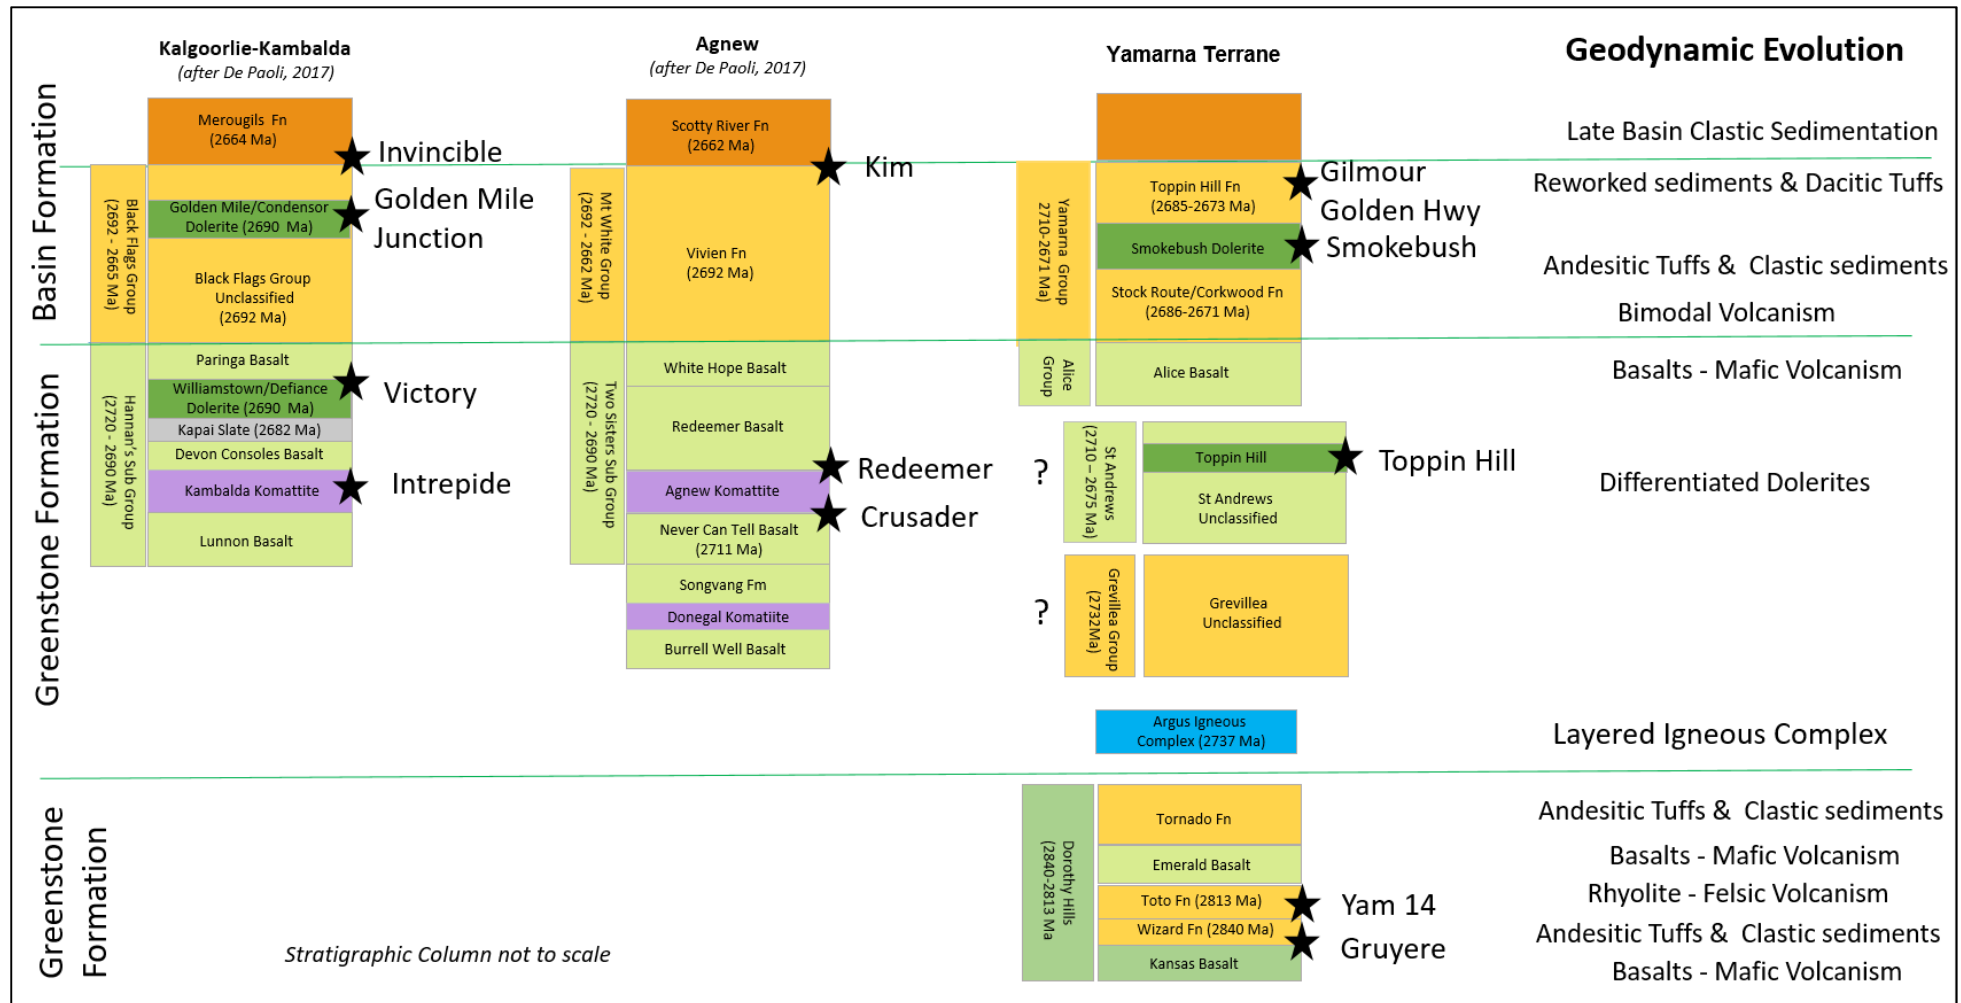 Kalgoorlie-Kambalda
(after De Paoli, 2017)
Agnew
(after De Paoli, 2017)
Yamarna Terrane
Geodynamic Evolution
Basin Formation
Greenstone Formation
Greenstone
Formation
Black Flags Group
(2692 - 2665 Ma)
Hannan's Sub Group
(2720 - 2690 Ma)
Merougils Fn
(2664 Ma)
Golden Mile/Condensor
Dolerite (2690 Ma)
Black Flags Group
Unclassified
(2692 Ma)
Paringa Basalt
Williamstown/Defiance
Dolerite (2690 Ma)
Kapai Slate (2682 Ma)
Devon Consoles Basalt
Kambalda Komattite
Lunnon Basalt
Invincible
Golden Mile
Junction
Victory
Intrepide
Mt White Group
(2692 - 2662 Ma)
Two Sisters Sub Group
(2720 - 2690 Ma)
Scotty River Fn
(2662 Ma)
Vivien Fn
(2692 Ma)
White Hope Basalt
Redeemer Basalt
Agnew Komattite
Never Can Tell Basalt
(2711 Ma)
Songvang Fm
Donegal Komatiite
Burrell Well Basalt
Kim
Redeemer
Crusader
Yamarna Group
2710-2671 Ma)
Alice
Group
?
St Andrews
(2710 – 2675 Ma)
?
Grevillea Group
(2732Ma)
Dorothy Hills
(2840-2813 Ma
Toppin Hill Fn
(2685-2673 Ma)
Smokebush Dolerite
Stock Route/Corkwood Fn
(2686-2671 Ma)
Alice Basalt
Toppin Hill
St Andrews
Unclassified
Grevillea
Unclassified
Argus Igneous
Complex (2737 Ma)
Tornado Fn
Emerald Basalt
Toto Fn (2813 Ma)
Wizard Fn (2840 Ma)
Kansas Basalt
Gilmour
Golden Hwy
Smokebush
Toppin Hill
Yam 14
Gruyere
Late Basin Clastic Sedimentation
Reworked sediments & Dacitic Tuffs
Andesitic Tuffs & Clastic sediments
Bimodal Volcanism
Basalts - Mafic Volcanism
Differentiated Dolerites
Layered Igneous Complex
Andesitic Tuffs & Clastic sediments
Basalts - Mafic Volcanism
Rhyolite - Felsic Volcanism
Andesitic Tuffs & Clastic sediments
Basalts - Mafic Volcanism
Stratigraphic Column not to scale